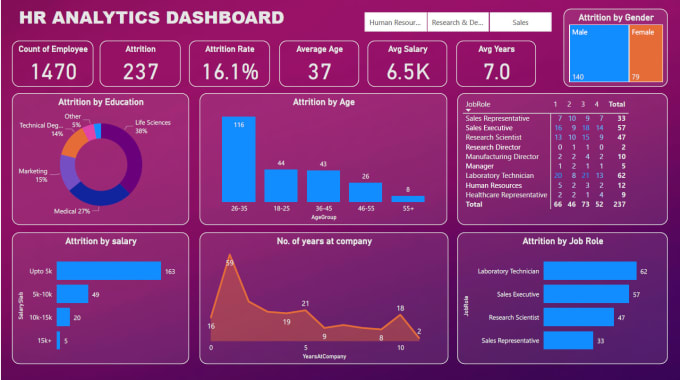 HR ANALYTICS DASHBOARD
Human Resour...
Research & De...
Sales
Attrition by Gender
Male
Female
140
79
Count of Employee
1470
Attrition
237
Attrition Rate
16.1%
Average Age
37
Avg Salary
6.5K
Avg Years
7.0
Attrition by Education
Other
5%
Technical Deg...
14%
Marketing
15%
Medical 27%
Life Sciences
38%
Attrition by Age
116
44
43
26
8
26-35 18-25 36-45 46-55 55+
AgeGroup
JobRole 1 2 3 4 Total
Sales Representative 7 10 9 7 33
Sales Executive 16 9 18 14 57
Research Scientist 13 10 15 9 47
Research Director 0 1 1 0 2
Manufacturing Director 2 2 4 2 10
Manager 1 2 1 1 5
Laboratory Technician 20 8 21 13 62
Human Resources 5 2 3 2 12
Healthcare Representative 2 2 1 4 9
Total 66 46 73 52 237
Attrition by salary
SalarySlab
Upto 5k 163
5k-10k 49
10k-15k 20
15k+ 5
No. of years at company
59
16
19
21
9
8
18
2
0 5 10
YearsAtCompany
Attrition by Job Role
JobRole
Laboratory Technician 62
Sales Executive 57
Research Scientist 47
Sales Representative 33